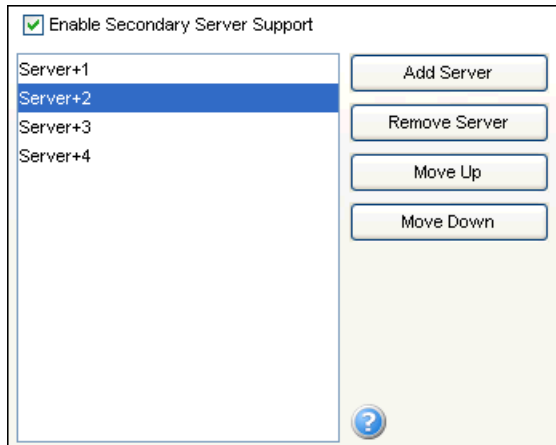 Enable Secondary Server Support
Server+1
Server+2
Server+3
Server+4
Add Server
Remove Server
Move Up
Move Down
?